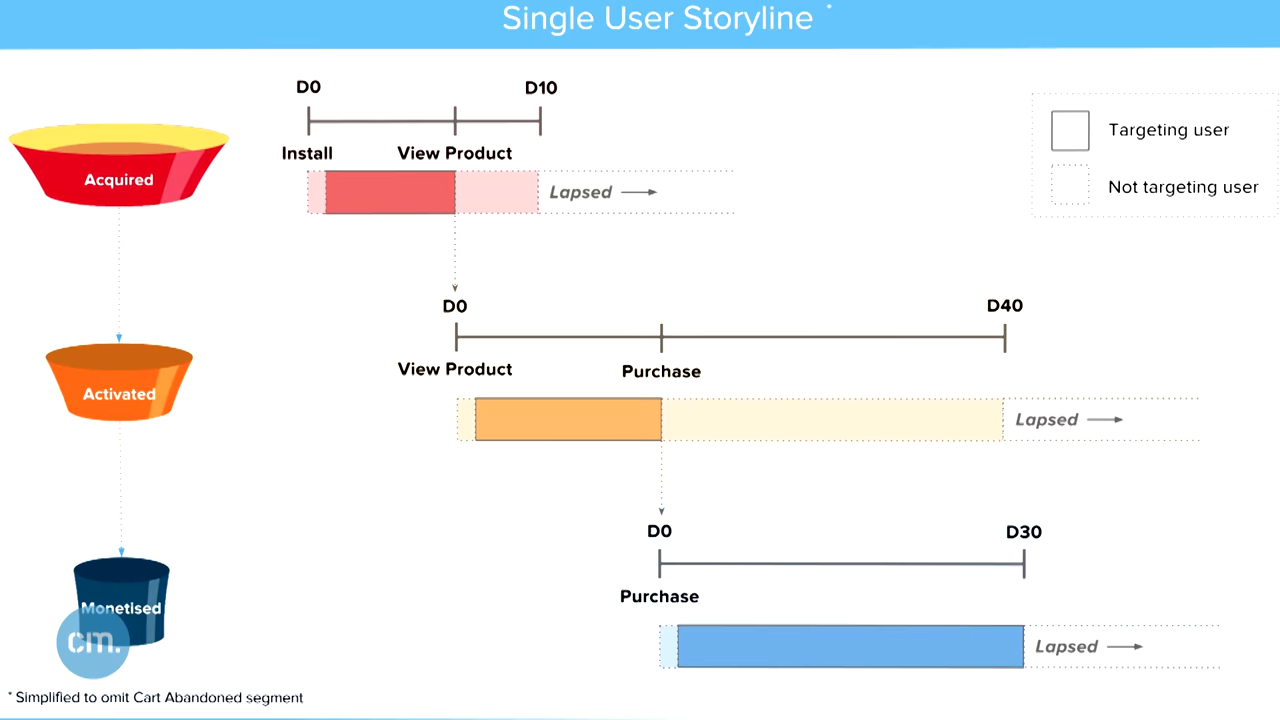 Single User Storyline *
D0
D10
Install
View Product
Lapsed
Targeting user
Not targeting user
Acquired
D0
D40
View Product
Purchase
Lapsed
Activated
D0
D30
Purchase
Lapsed
Monetised
cm.
* Simplified to omit Cart Abandoned segment